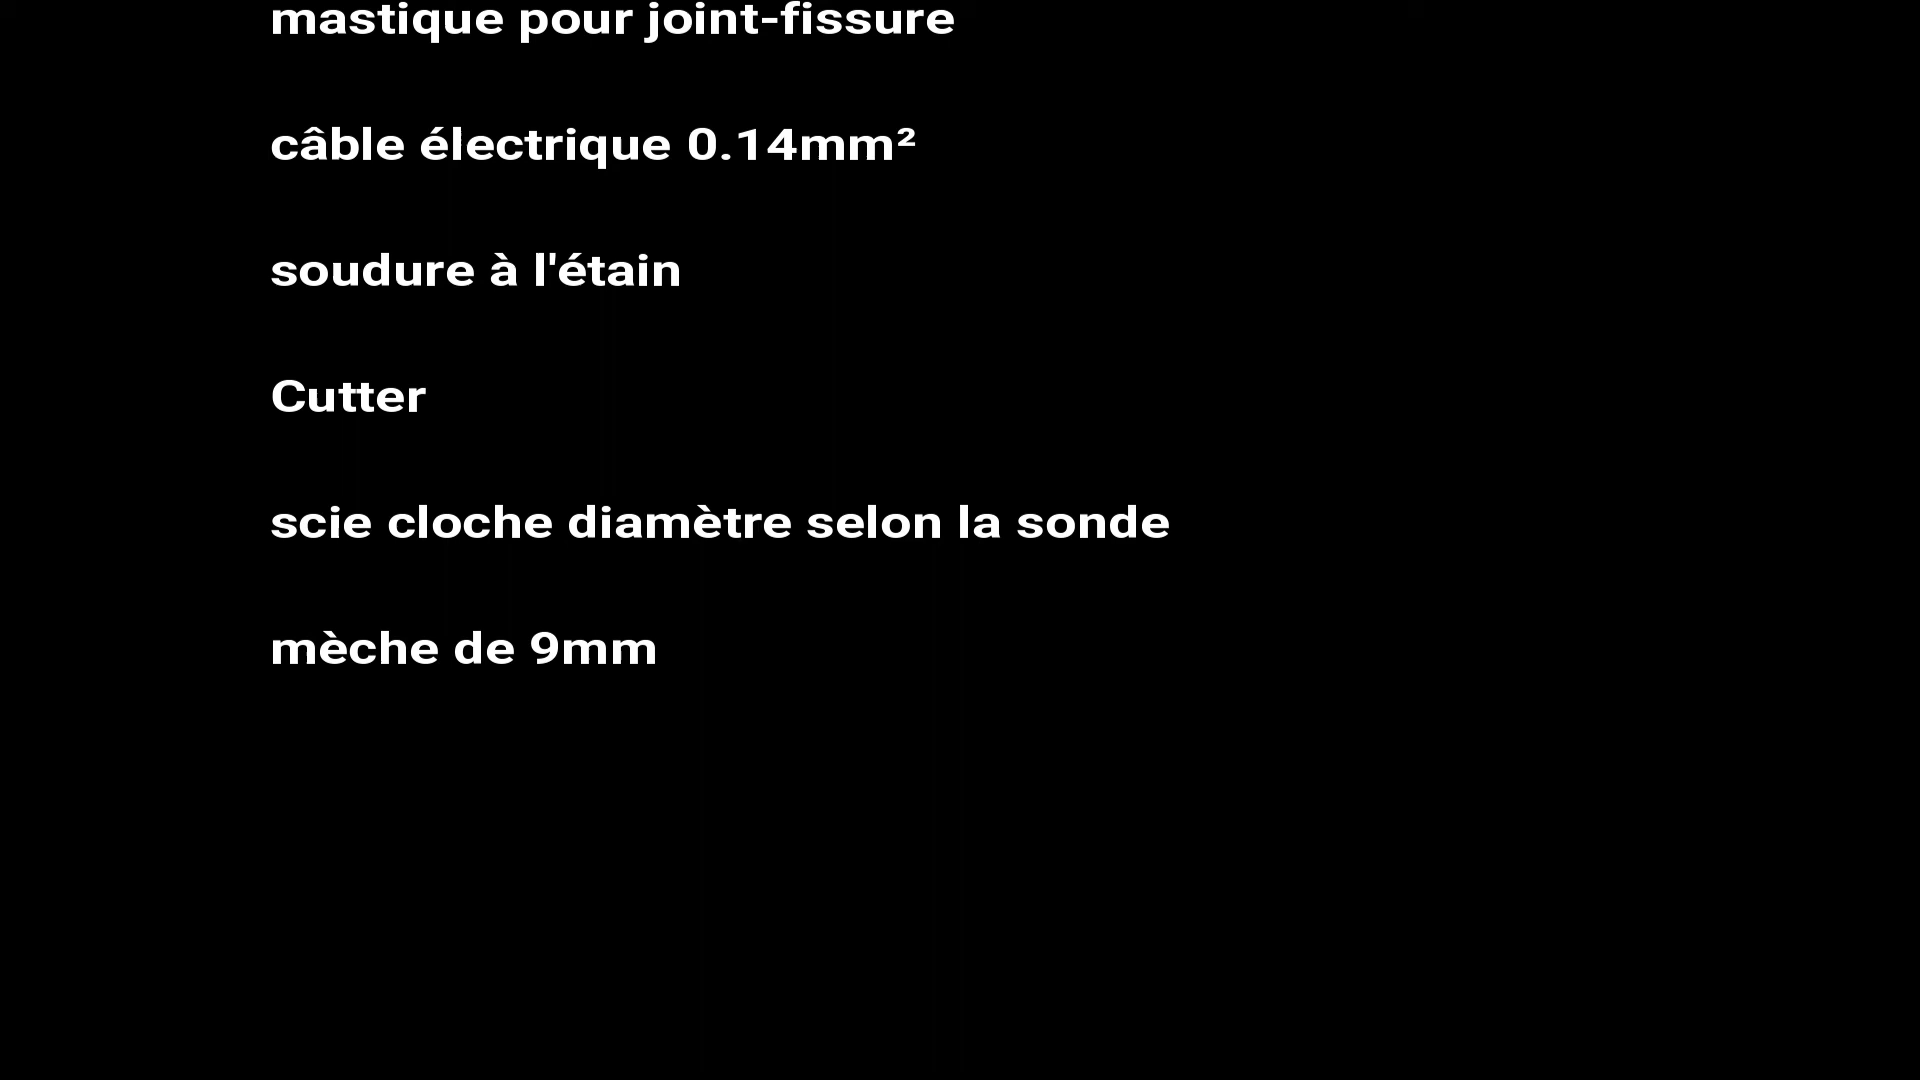 mastique pour joint-fissure
câble électrique 0.14mm²
soudure à l'étain
Cutter
scie cloche diamètre selon la sonde
mèche de 9mm